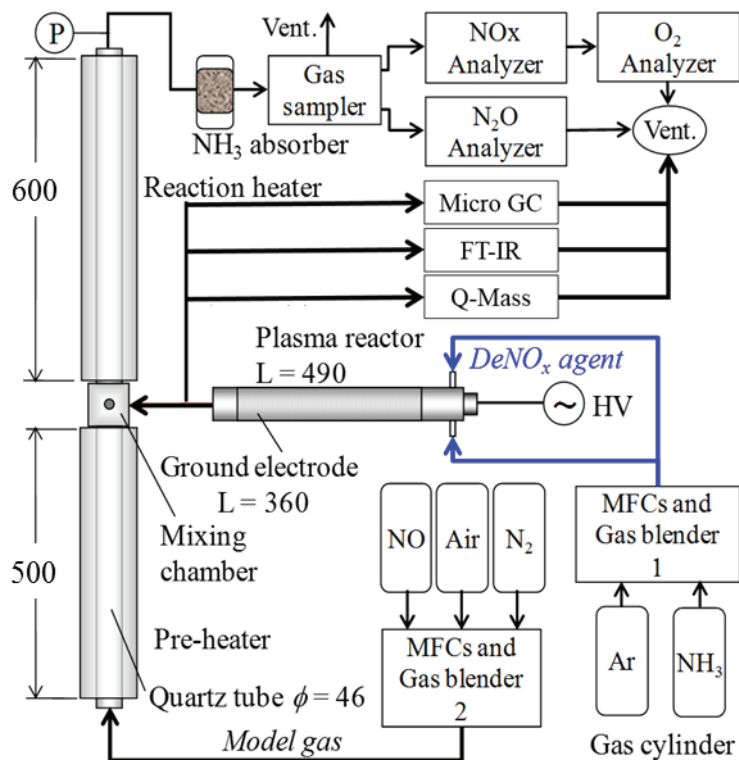 P
Vent.
NOx
Analyzer
O₂
Analyzer
Gas
sampler
N₂O
Analyzer
Vent.
NH₃ absorber
600
Reaction heater
Micro GC
FT-IR
Q-Mass
Plasma reactor
L = 490
DeNOₓ agent
~
HV
Ground electrode
L = 360
Mixing
chamber
500
NO
Air
N₂
MFCs and
Gas blender
1
Pre-heater
MFCs and
Gas blender
2
Ar
NH₃
Quartz tube ϕ = 46
Model gas
Gas cylinder